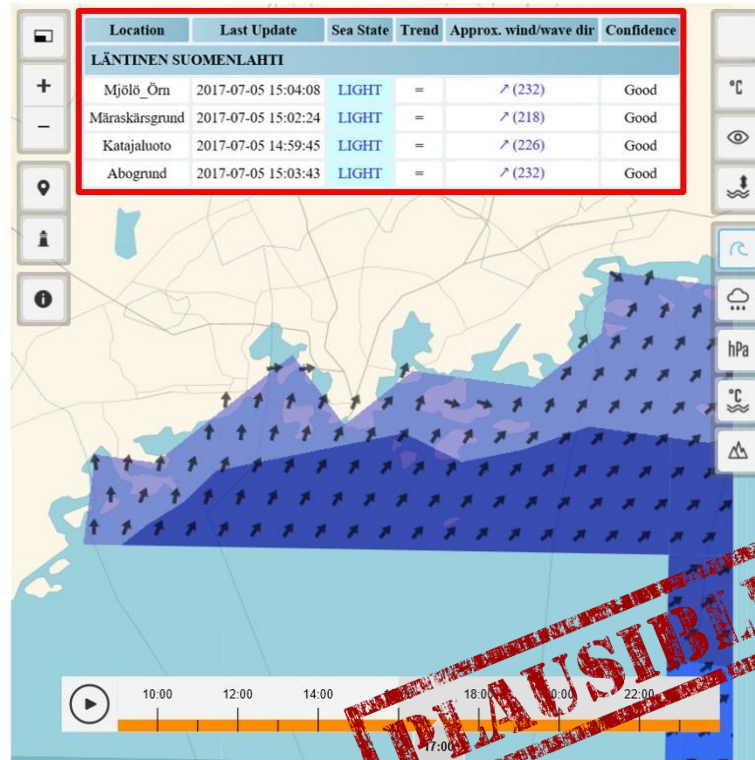 Location Last Update Sea State Trend Approx. wind/wave dir Confidence
LÄNTINEN SUOMENLAHTI
Mjölö_Örn 2017-07-05 15:04:08 LIGHT = ↗ (232) Good
Märaskärsgrund 2017-07-05 15:02:24 LIGHT = ↗ (218) Good
Katajaluoto 2017-07-05 14:59:45 LIGHT = ↗ (226) Good
Abogrund 2017-07-05 15:03:43 LIGHT = ↗ (232) Good
+
°C
−
i
hPa
°C
PLAUSIBLE
10:00 12:00 14:00 18:00 20:00 22:00
17:00